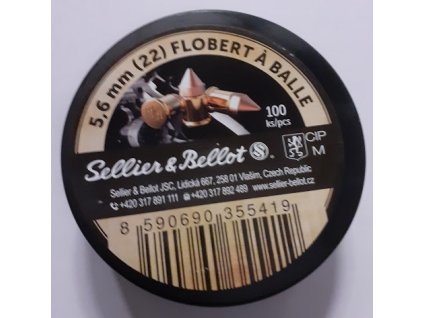 5,6 mm (22) FLOBERT À BALLE
100
ks/pcs
Sellier & Bellot S
CIP
M
Sellier & Bellot JSC, Lidická 667, 258 01 Vlašim, Czech Republic
+420 317 891 111 / +420 317 892 489 www.sellier-bellot.cz
8 590690 355419